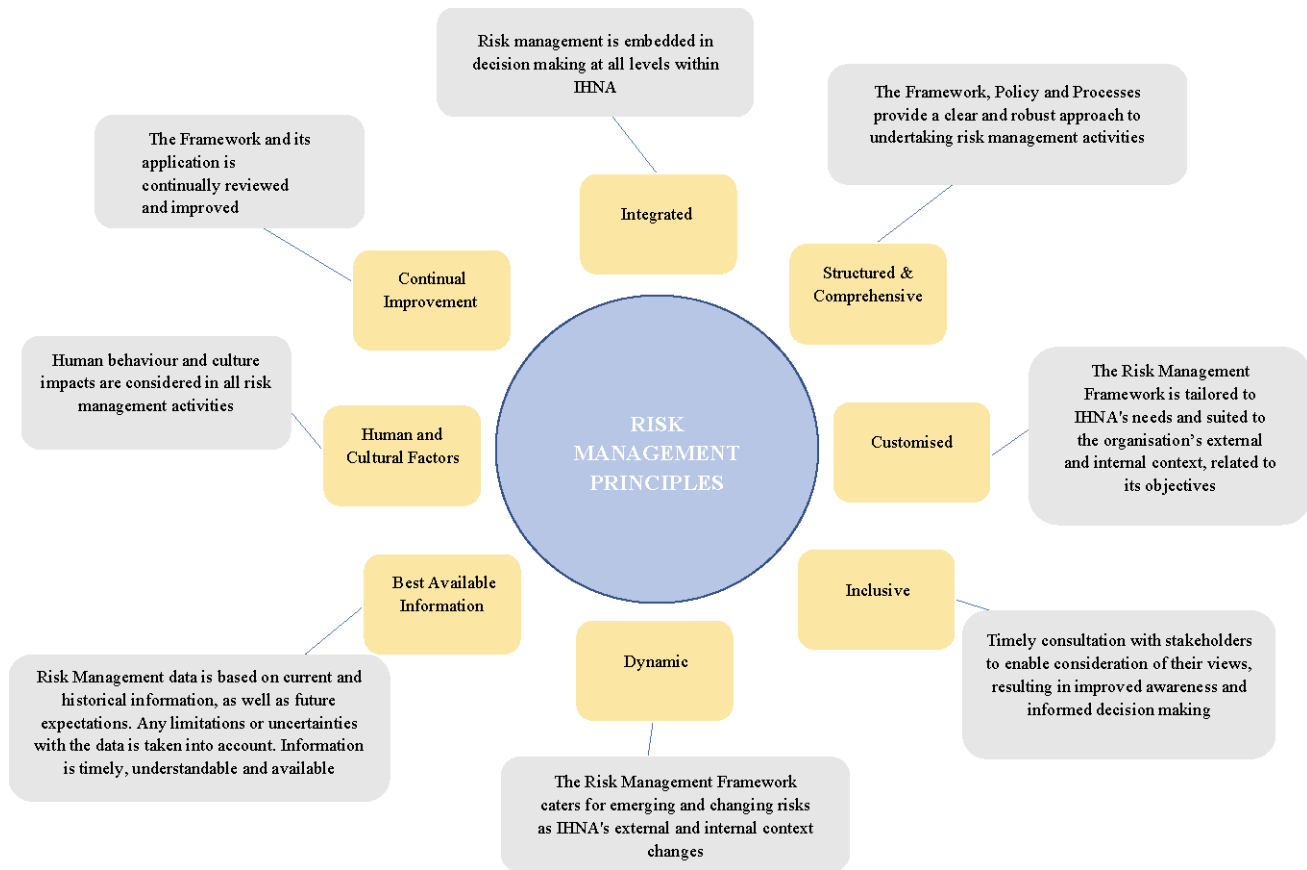 Risk management is embedded in
decision making at all levels within
IHNA
The Framework, Policy and Processes
provide a clear and robust approach to
undertaking risk management activities
The Framework and its
application is
continually reviewed
and improved
Integrated
Structured &
Comprehensive
Continual
Improvement
Human behaviour and culture
impacts are considered in all risk
management activities
The Risk Management
Framework is tailored to
IHNA's needs and suited to
the organisation’s external
and internal context, related to
its objectives
Human and
Cultural Factors
RISK
MANAGEMENT
PRINCIPLES
Customised
Best Available
Information
Inclusive
Dynamic
Timely consultation with stakeholders
to enable consideration of their views,
resulting in improved awareness and
informed decision making
Risk Management data is based on current and
historical information, as well as future
expectations. Any limitations or uncertainties
with the data is taken into account. Information
is timely, understandable and available
The Risk Management Framework
caters for emerging and changing risks
as IHNA's external and internal context
changes